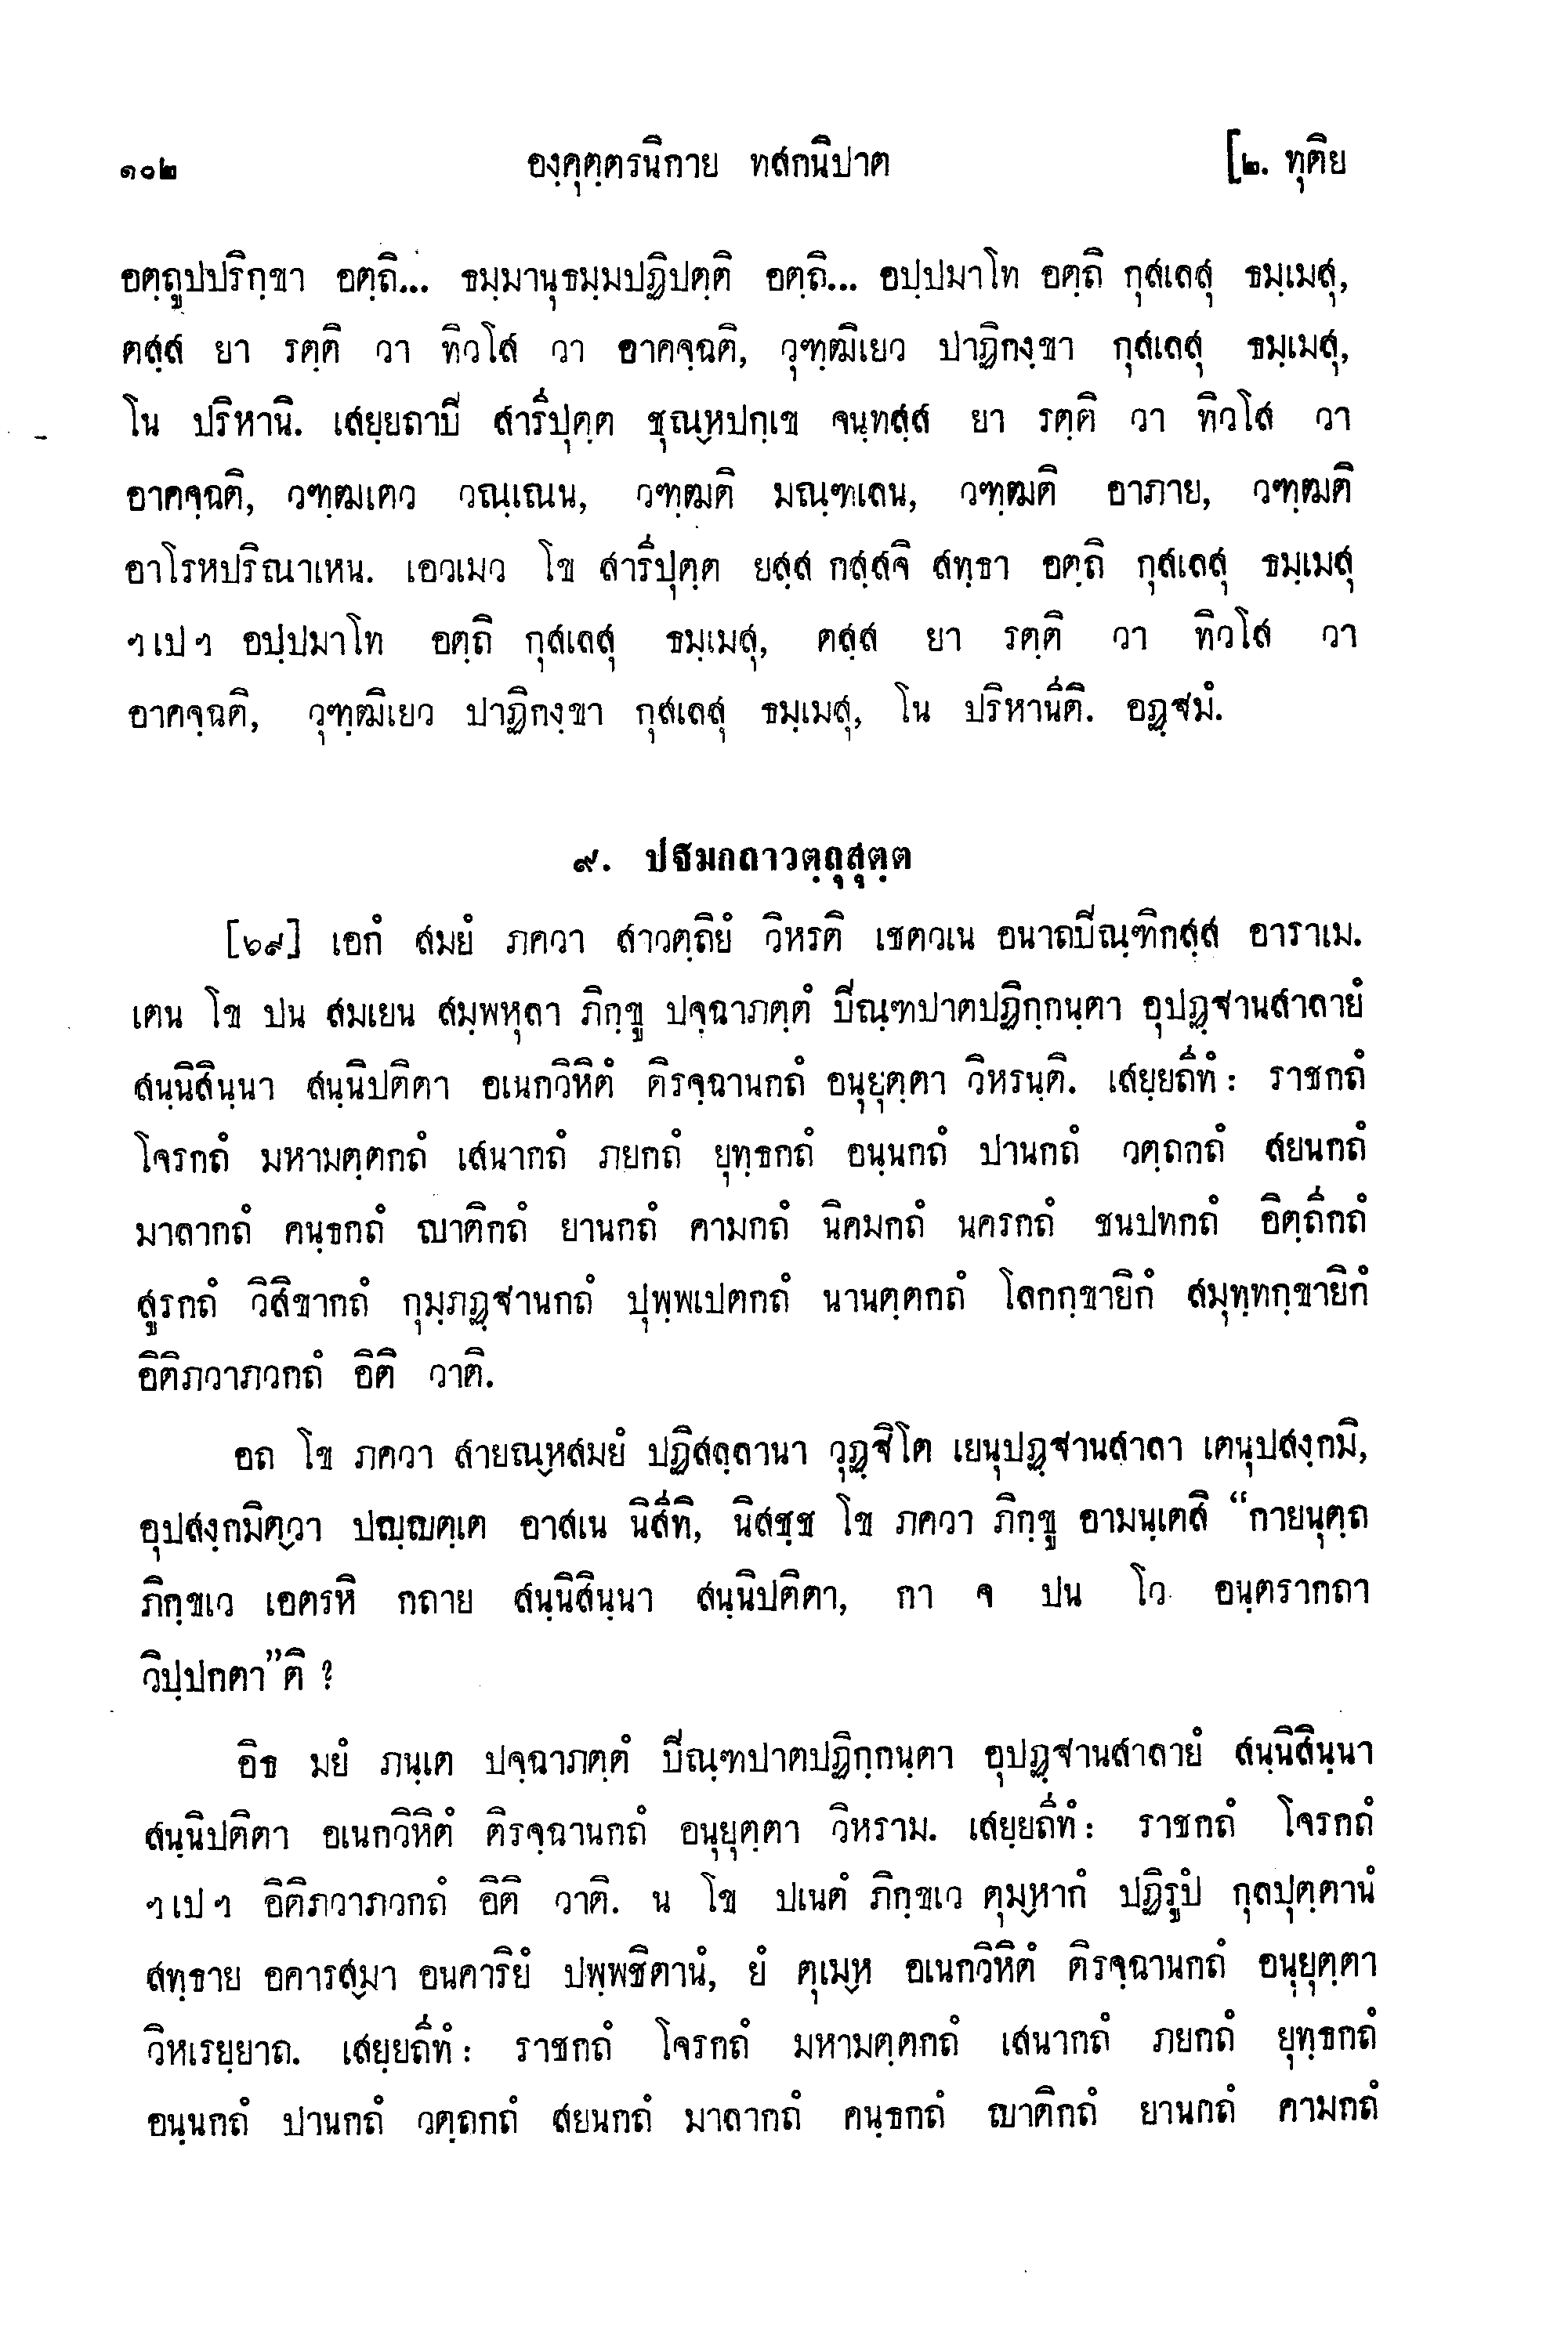 ๑๐๒ องฺคุตฺตรนิกาย ทสกนิปาต [๒. ทุติย
อตฺถูปปริกฺขา อตฺถิ... ธมฺมานุธมฺมปฏิปตฺติ อตฺถิ... อปฺปมาโท อตฺถิ กุสเลสุ ธมฺเมสุ,
ตสฺส ยา รตฺติ วา ทิวโส วา อาคจฺฉติ, วุฑฺฒิเยว ปาฏิกงฺขา กุสเลสุ ธมฺเมสุ,
โน ปริหานิ. เสยฺยถาปิ สาริปุตฺต ชุณฺหปกฺเข จนฺทสฺส ยา รตฺติ วา ทิวโส วา
อาคจฺฉติ, วฑฺฒเตว วณฺเณน, วฑฺฒติ มณฺฑเลน, วฑฺฒติ อาภาย, วฑฺฒติ
อาโรหปริณาเหน. เอวเมว โข สาริปุตฺต ยสฺส กสฺสจิ สทฺธา อตฺถิ กุสเลสุ ธมฺเมสุ
ฯ เป ฯ อปฺปมาโท อตฺถิ กุสเลสุ ธมฺเมสุ, ตสฺส ยา รตฺติ วา ทิวโส วา
อาคจฺฉติ, วุฑฺฒิเยว ปาฏิกงฺขา กุสเลสุ ธมฺเมสุ, โน ปริหานีติ. อฏฺฐมํ.
๙. ปฐมกถาวตฺถุสุตฺต
[๖๙] เอกํ สมยํ ภควา สาวตฺถิยํ วิหรติ เชตวเน อนาถปิณฺฑิกสฺส อาราเม.
เตน โข ปน สมเยน สมฺพหุลา ภิกฺขู ปจฺฉาภตฺตํ ปิณฺฑปาตปฏิกฺกนฺตา อุปฏฺฐานสาลายํ
สนฺนิสินฺนา สนฺนิปติตา อเนกวิหิตํ ติรจฺฉานกถํ อนุยุตฺตา วิหรนฺติ. เสยฺยถีทํ: ราชกถํ
โจรกถํ มหามตฺตกถํ เสนากถํ ภยกถํ ยุทฺธกถํ อนฺนกถํ ปานกถํ วตฺถกถํ สยนกถํ
มาลากถํ คนฺธกถํ ญาติกถํ ยานกถํ คามกถํ นิคมกถํ นครกถํ ชนปทกถํ อิตฺถีกถํ
สูรกถํ วิสิขากถํ กุมฺภฏฺฐานกถํ ปุพฺพเปตกถํ นานตฺตกถํ โลกกฺขายิกํ สมุทฺทกฺขายิกํ
อิติภวาภวกถํ อิติ วาติ.
อถ โข ภควา สายณฺหสมยํ ปฏิสลฺลานา วุฏฺฐิโต เยนุปฏฺฐานสาลา เตนุปสงฺกมิ,
อุปสงฺกมิตฺวา ปญฺญตฺเต อาสเน นิสีทิ, นิสชฺช โข ภควา ภิกฺขู อามนฺเตสิ “กายนุตฺถ
ภิกฺขเว เอตรหิ กถาย สนฺนิสินฺนา สนฺนิปติตา, กา จ ปน โว อนฺตรากถา
วิปฺปกตา”ติ ?
อิธ มยํ ภนฺเต ปจฺฉาภตฺตํ ปิณฺฑปาตปฏิกฺกนฺตา อุปฏฺฐานสาลายํ สนฺนิสินฺนา
สนฺนิปติตา อเนกวิหิตํ ติรจฺฉานกถํ อนุยุตฺตา วิหราม. เสยฺยถีทํ: ราชกถํ โจรกถํ
ฯ เป ฯ อิติภวาภวกถํ อิติ วาติ. น โข ปเนตํ ภิกฺขเว ตุมฺหากํ ปฏิรูปํ กุลปุตฺตานํ
สทฺธาย อคารสฺมา อนคาริยํ ปพฺพชิตานํ, ยํ ตุเมฺห อเนกวิหิตํ ติรจฺฉานกถํ อนุยุตฺตา
วิหเรยฺยาถ. เสยฺยถีทํ: ราชกถํ โจรกถํ มหามตฺตกถํ เสนากถํ ภยกถํ ยุทฺธกถํ
อนฺนกถํ ปานกถํ วตฺถกถํ สยนกถํ มาลากถํ คนฺธกถํ ญาติกถํ ยานกถํ คามกถํ